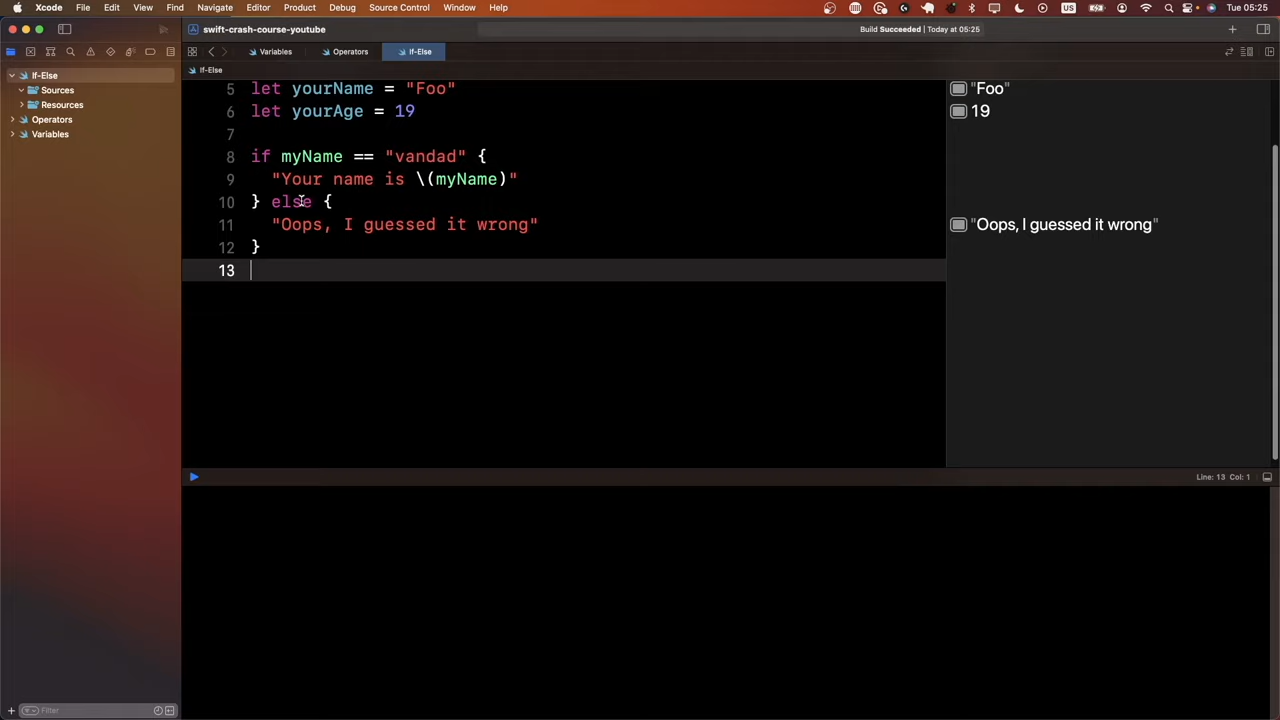 Xcode File Edit View Find Navigate Editor Product Debug Source Control Window Help US Tue 05:25
swift-crash-course-youtube Build Succeeded | Today at 05:25
Variables Operators If-Else
If-Else
If-Else
Sources
Resources
Operators
Variables
5 let yourName = "Foo" "Foo"
6 let yourAge = 19 19
7
8 if myName == "vandad" {
9 "Your name is \(myName)"
10 } else {
11 "Oops, I guessed it wrong" "Oops, I guessed it wrong"
12 }
13
Line: 13 Col: 1
Filter